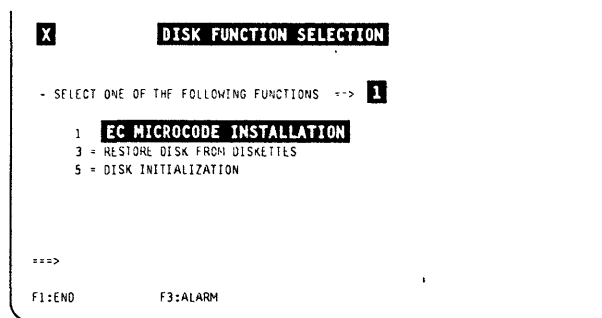 X DISK FUNCTION SELECTION
- SELECT ONE OF THE FOLLOWING FUNCTIONS ==> 1
1 EC MICROCODE INSTALLATION
3 = RESTORE DISK FROM DISKETTES
5 = DISK INITIALIZATION
===>
F1:END F3:ALARM